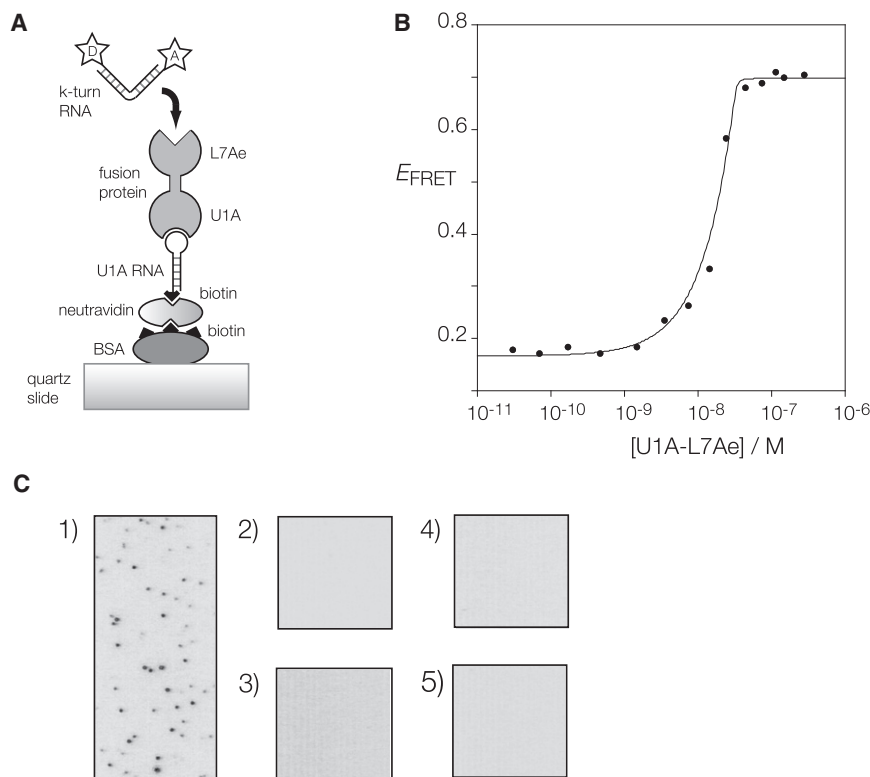 A
D
A
k-turn
RNA
L7Ae
fusion
protein
U1A
U1A RNA
biotin
neutravidin
biotin
BSA
quartz
slide
B
0.8
0.6
EFRET
0.4
0.2
10-11 10-10 10-9 10-8 10-7 10-6
[U1A-L7Ae] / M
C
1) 2) 4)
3) 5)